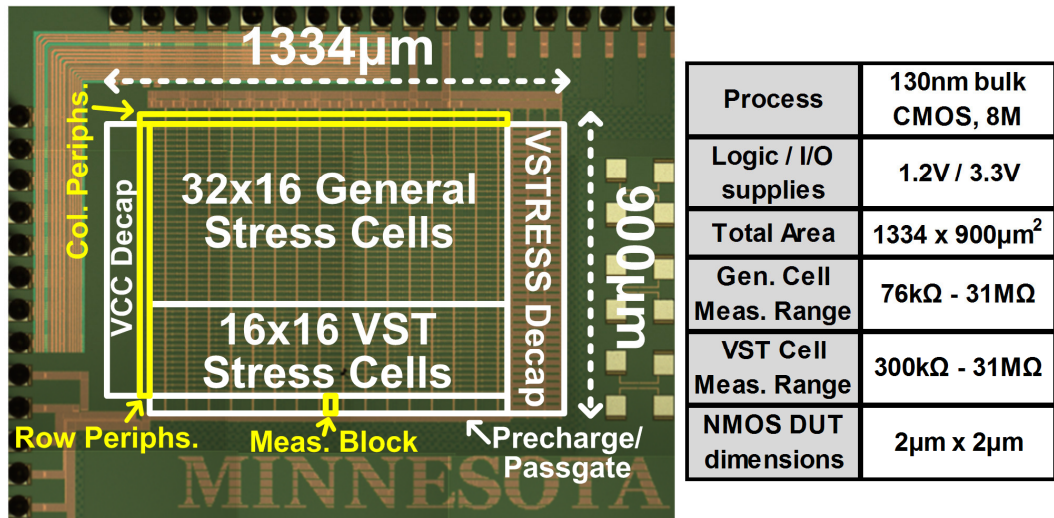 1334µm
Col. Periphs.
VCC Decap
32x16 General
Stress Cells
16x16 VST
Stress Cells
VSTRESS Decap
900µm
Row Periphs.
Meas. Block
Precharge/
Passgate
MINNESOTA
Process
130nm bulk
CMOS, 8M
Logic / I/O
supplies
1.2V / 3.3V
Total Area
1334 x 900µm²
Gen. Cell
Meas. Range
76kΩ - 31MΩ
VST Cell
Meas. Range
300kΩ - 31MΩ
NMOS DUT
dimensions
2µm x 2µm